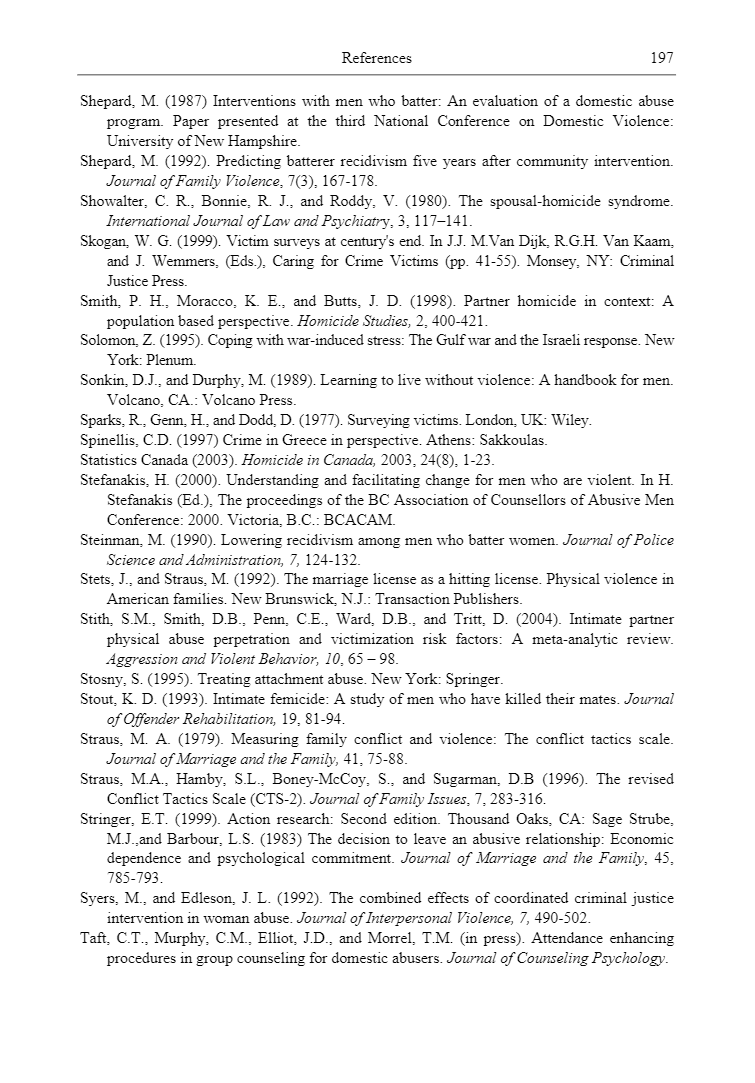 References 197
Shepard, M. (1987) Interventions with men who batter: An evaluation of a domestic abuse
program. Paper presented at the third National Conference on Domestic Violence:
University of New Hampshire.
Shepard, M. (1992). Predicting batterer recidivism five years after community intervention.
Journal of Family Violence, 7(3), 167-178.
Showalter, C. R., Bonnie, R. J., and Roddy, V. (1980). The spousal-homicide syndrome.
International Journal of Law and Psychiatry, 3, 117–141.
Skogan, W. G. (1999). Victim surveys at century's end. In J.J. M.Van Dijk, R.G.H. Van Kaam,
and J. Wemmers, (Eds.), Caring for Crime Victims (pp. 41-55). Monsey, NY: Criminal
Justice Press.
Smith, P. H., Moracco, K. E., and Butts, J. D. (1998). Partner homicide in context: A
population based perspective. Homicide Studies, 2, 400-421.
Solomon, Z. (1995). Coping with war-induced stress: The Gulf war and the Israeli response. New
York: Plenum.
Sonkin, D.J., and Durphy, M. (1989). Learning to live without violence: A handbook for men.
Volcano, CA.: Volcano Press.
Sparks, R., Genn, H., and Dodd, D. (1977). Surveying victims. London, UK: Wiley.
Spinellis, C.D. (1997) Crime in Greece in perspective. Athens: Sakkoulas.
Statistics Canada (2003). Homicide in Canada, 2003, 24(8), 1-23.
Stefanakis, H. (2000). Understanding and facilitating change for men who are violent. In H.
Stefanakis (Ed.), The proceedings of the BC Association of Counsellors of Abusive Men
Conference: 2000. Victoria, B.C.: BCACAM.
Steinman, M. (1990). Lowering recidivism among men who batter women. Journal of Police
Science and Administration, 7, 124-132.
Stets, J., and Straus, M. (1992). The marriage license as a hitting license. Physical violence in
American families. New Brunswick, N.J.: Transaction Publishers.
Stith, S.M., Smith, D.B., Penn, C.E., Ward, D.B., and Tritt, D. (2004). Intimate partner
physical abuse perpetration and victimization risk factors: A meta-analytic review.
Aggression and Violent Behavior, 10, 65 – 98.
Stosny, S. (1995). Treating attachment abuse. New York: Springer.
Stout, K. D. (1993). Intimate femicide: A study of men who have killed their mates. Journal
of Offender Rehabilitation, 19, 81-94.
Straus, M. A. (1979). Measuring family conflict and violence: The conflict tactics scale.
Journal of Marriage and the Family, 41, 75-88.
Straus, M.A., Hamby, S.L., Boney-McCoy, S., and Sugarman, D.B (1996). The revised
Conflict Tactics Scale (CTS-2). Journal of Family Issues, 7, 283-316.
Stringer, E.T. (1999). Action research: Second edition. Thousand Oaks, CA: Sage Strube,
M.J.,and Barbour, L.S. (1983) The decision to leave an abusive relationship: Economic
dependence and psychological commitment. Journal of Marriage and the Family, 45,
785-793.
Syers, M., and Edleson, J. L. (1992). The combined effects of coordinated criminal justice
intervention in woman abuse. Journal of Interpersonal Violence, 7, 490-502.
Taft, C.T., Murphy, C.M., Elliot, J.D., and Morrel, T.M. (in press). Attendance enhancing
procedures in group counseling for domestic abusers. Journal of Counseling Psychology.